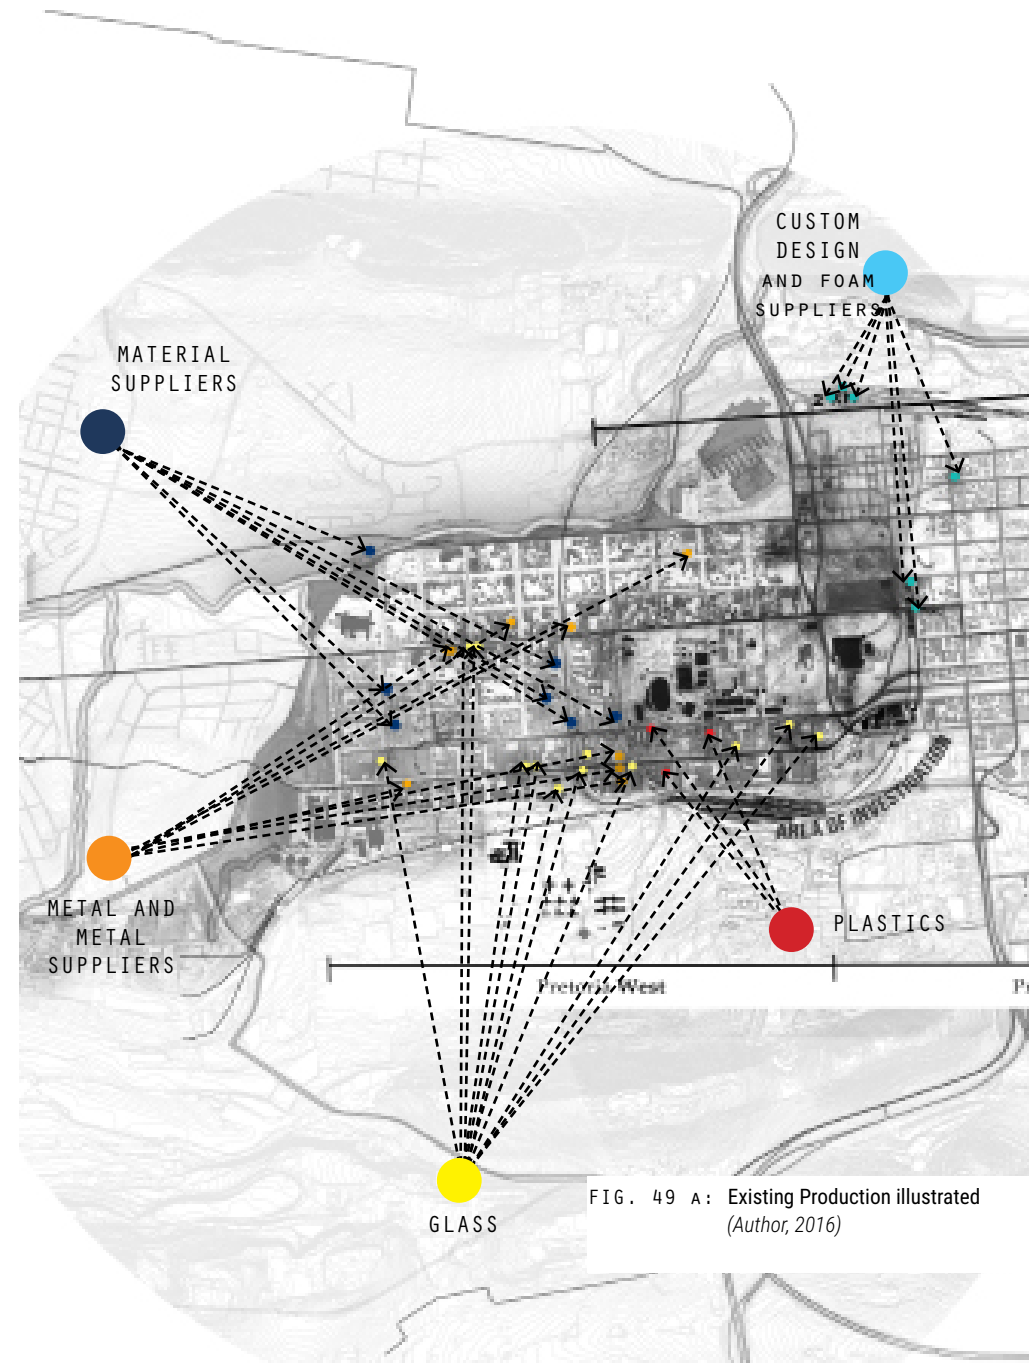 CUSTOM
DESIGN
AND FOAM
SUPPLIERS
MATERIAL
SUPPLIERS
AREA OF INVESTIGATION
METAL AND
METAL
SUPPLIERS
PLASTICS
Pretoria West
GLASS
FIG. 49 A: Existing Production illustrated
(Author, 2016)